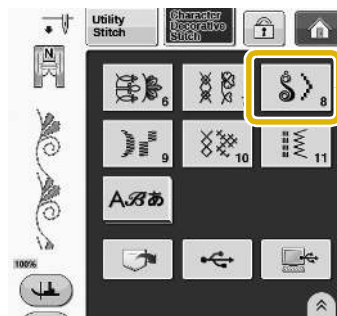 Utility
Stitch
Character
Decorative
Stitch
N
6
8
9
10
11
Aℬあ
100%